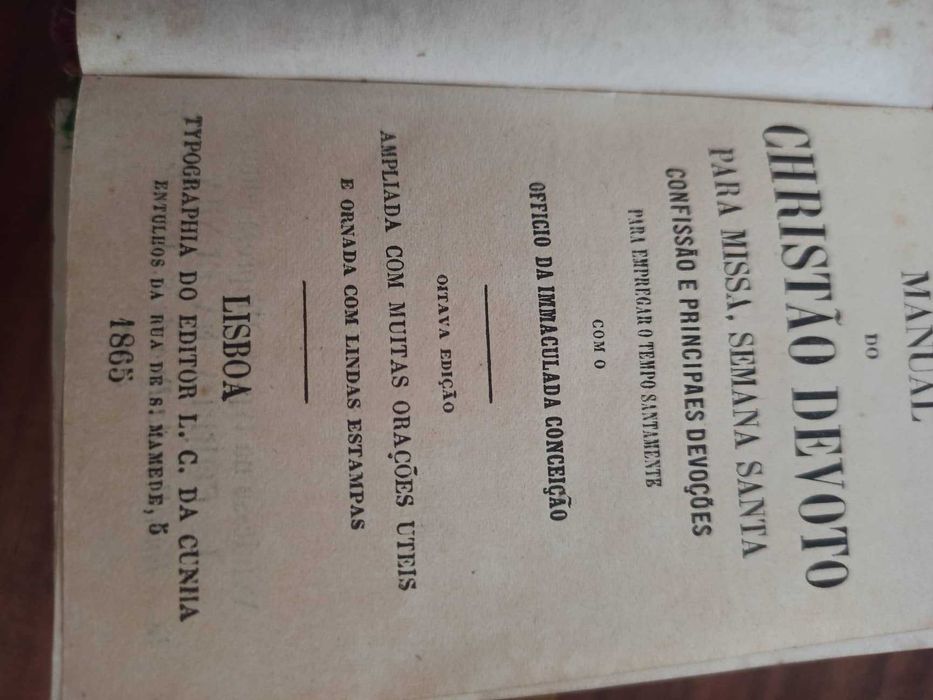 MANUAL
DO
CHRISTÃO DEVOTO
PARA MISSA, SEMANA SANTA
CONFISSÃO E PRINCIPAES DEVOÇÕES
PARA EMPREGAR O TEMPO SANTAMENTE
COM O
OFFICIO DA IMMACULADA CONCEIÇÃO
OITAVA EDIÇÃO
AMPLIADA COM MUITAS ORAÇÕES UTEIS
E ORNADA COM LINDAS ESTAMPAS
LISBOA
TYPOGRAPHIA DO EDITOR L. C. DA CUNHA
ENTULHOS DA RUA DE S. MAMEDE, 5
1865